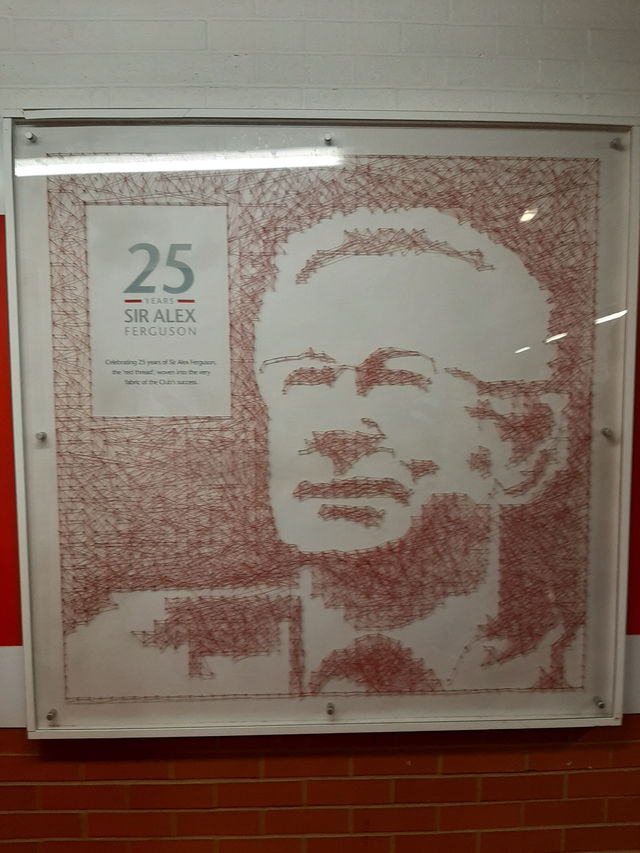 25
YEARS
SIR ALEX
FERGUSON
Celebrating 25 years of Sir Alex Ferguson,
the 'red thread', woven into the very
fabric of the Club's success.